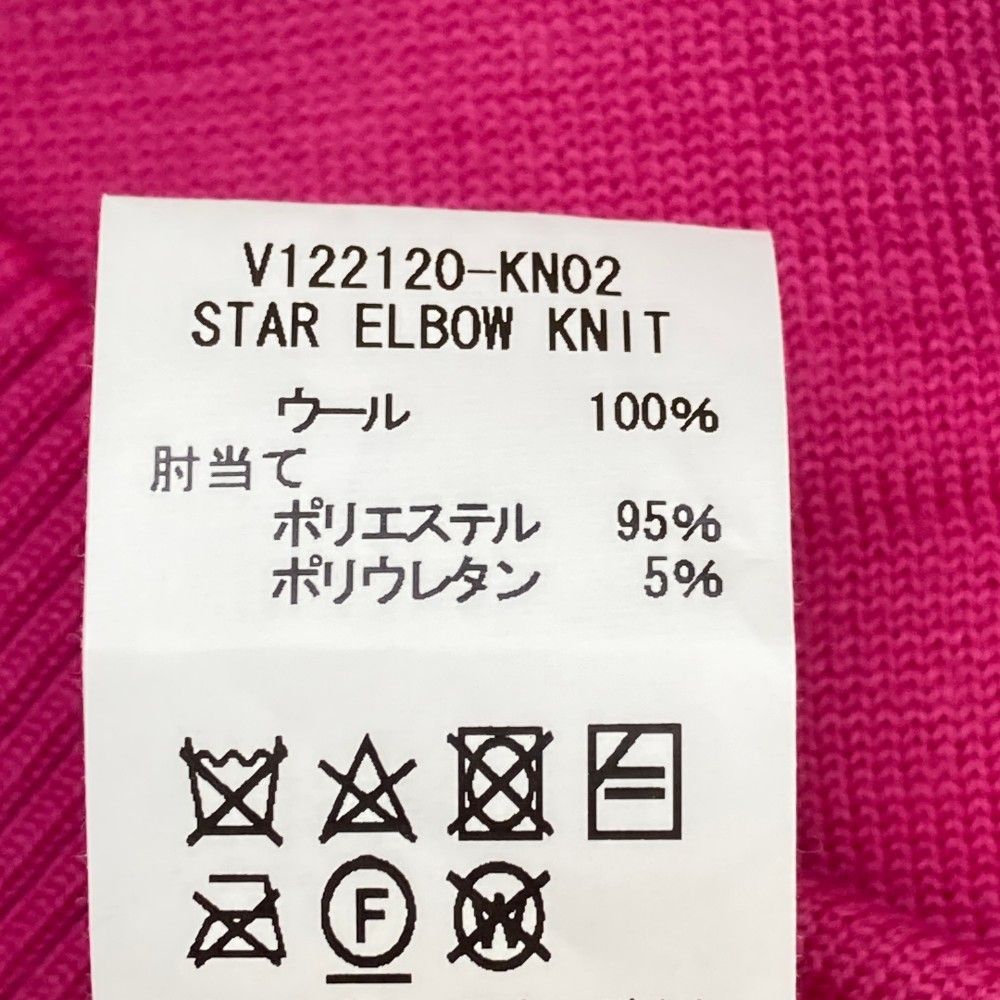 V122120-KN02
STAR ELBOW KNIT
ウール 100%
肘当て
ポリエステル 95%
ポリウレタン 5%
F W